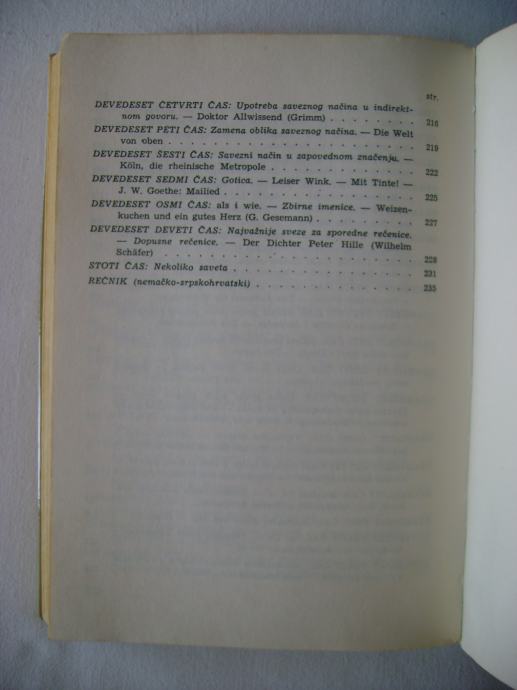 str.
DEVEDESET ČETVRTI ČAS: Upotreba saveznog načina u indirekt-
nom govoru. — Doktor Allwissend (Grimm) . . . . . . . . 216
DEVEDESET PETI ČAS: Zamena oblika saveznog načina. — Die Welt
von oben . . . . . . . . . . . . . . . . . . 219
DEVEDESET ŠESTI ČAS: Savezni način u zapovednom značenju. —
Köln, die rheinische Metropole . . . . . . . . . . . . 222
DEVEDESET SEDMI ČAS: Gotica. — Leiser Wink. — Mit Tinte! —
J. W. Goethe: Mailied . . . . . . . . . . . . . . 225
DEVEDESET OSMI ČAS: als i wie. — Zbirne imenice. — Weizen-
kuchen und ein gutes Herz (G. Gesemann) . . . . . . . . 227
DEVEDESET DEVETI ČAS: Najvažnije sveze za sporedne rečenice.
— Dopuzne rečenice. — Der Dichter Peter Hille (Wilhelm
Schäfer) . . . . . . . . . . . . . . . . . . 228
STOTI ČAS: Nekoliko saveta . . . . . . . . . . . . . 231
REČNIK (nemačko-srpskohrvatski) . . . . . . . . . . . . 235